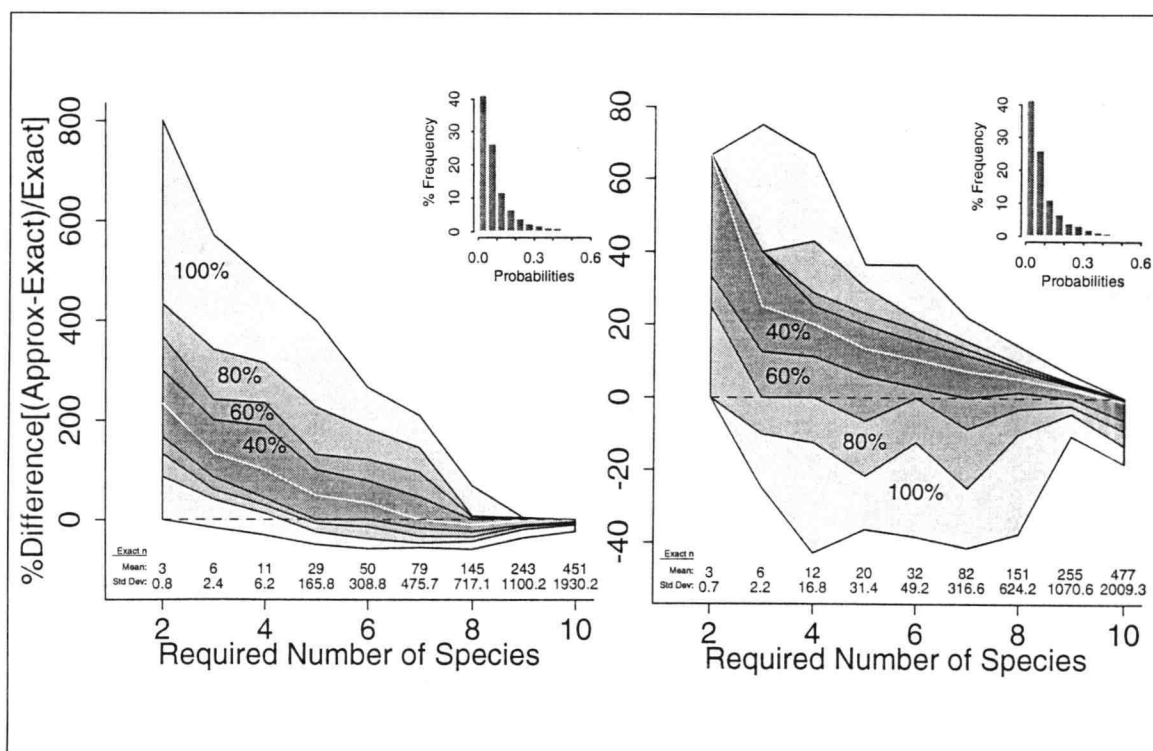 %Difference[(Approx-Exact)/Exact]
800
600
400
200
0
100%
80%
60%
40%
% Frequency
40
30
20
10
0
0.0 0.3 0.6
Probabilities
Exact n
Mean: 3 6 11 29 50 79 145 243 451
Std Dev: 0.8 2.4 6.2 165.8 308.8 475.7 717.1 1100.2 1930.2
2 4 6 8 10
Required Number of Species
80
60
40
20
0
-20
-40
40%
60%
80%
100%
% Frequency
40
30
20
10
0
0.0 0.3 0.6
Probabilities
Exact n
Mean: 3 6 12 20 32 82 151 255 477
Std Dev: 0.7 2.2 16.8 31.4 49.2 316.6 624.2 1070.6 2009.3
2 4 6 8 10
Required Number of Species